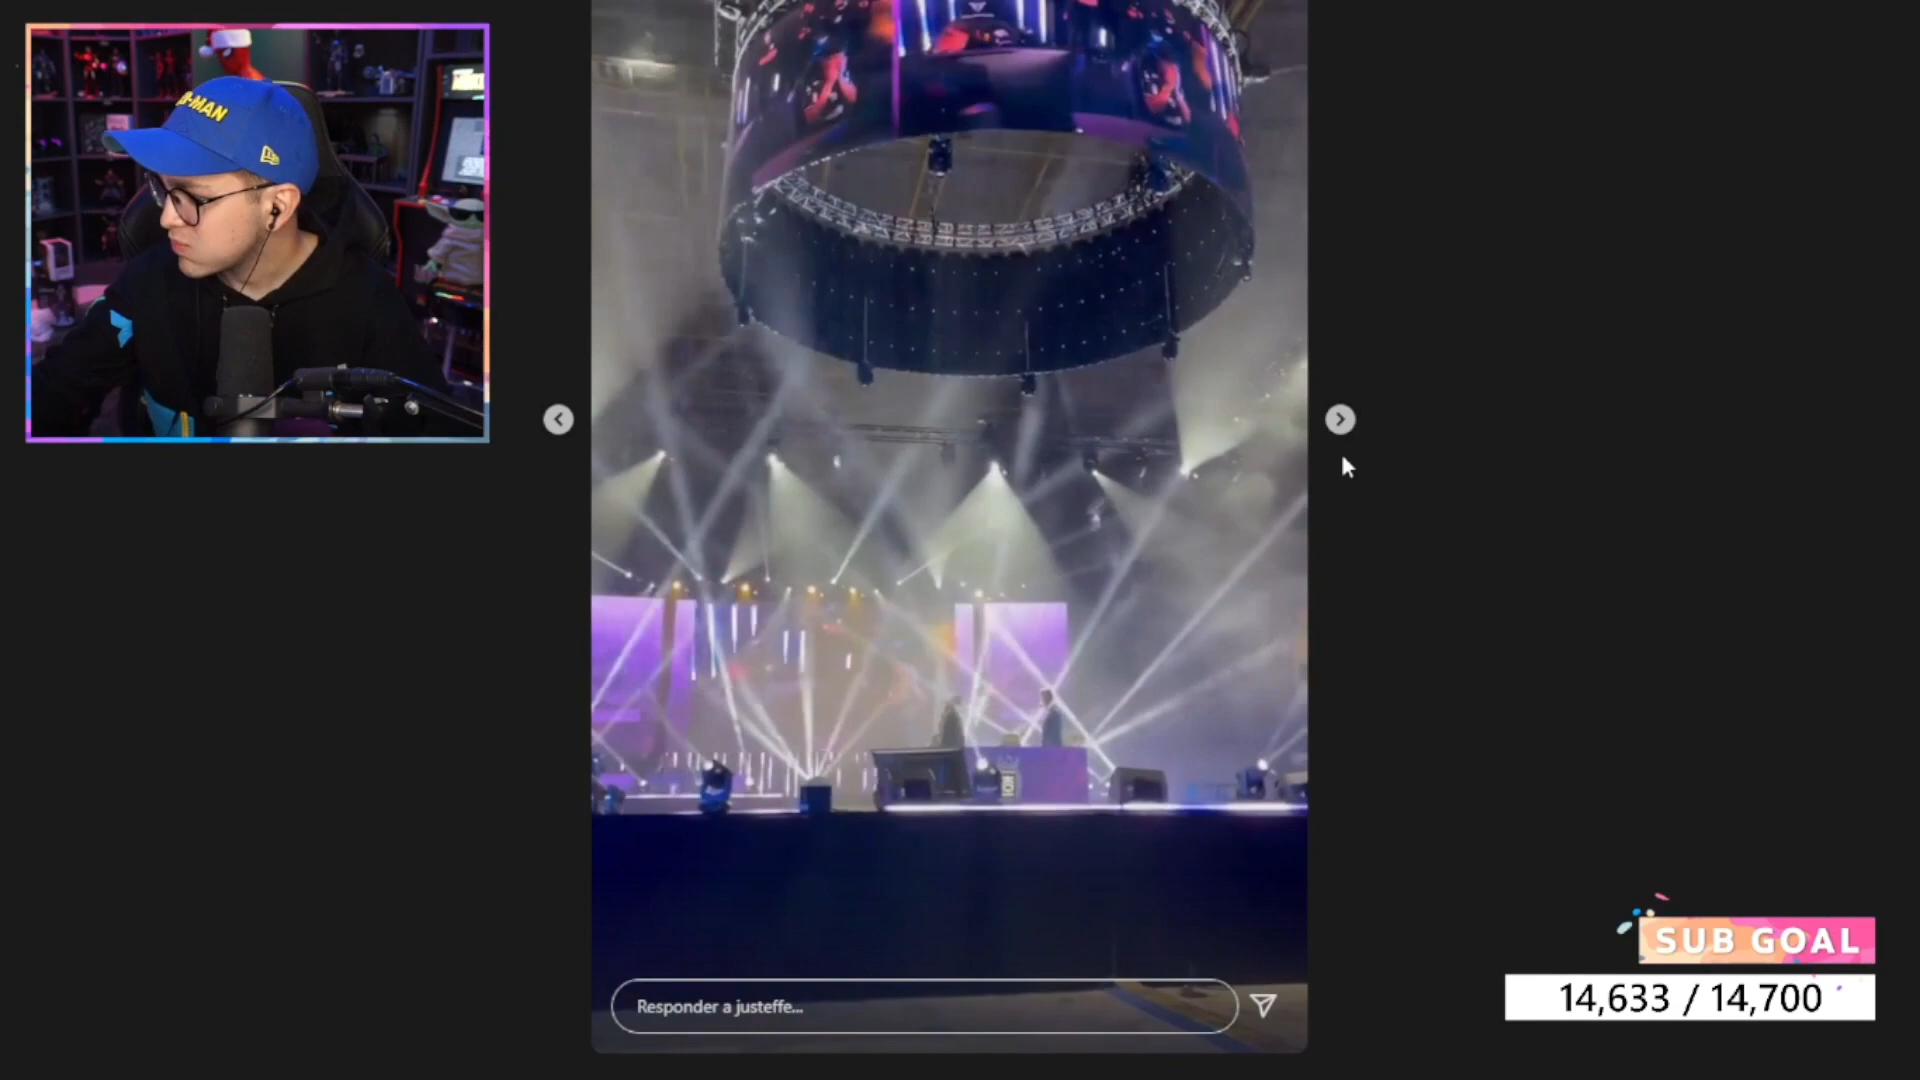 R-MAN
Responder a justeffe...
SUB GOAL
14,633 / 14,700